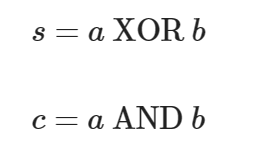 s = a XOR b
c = a AND b